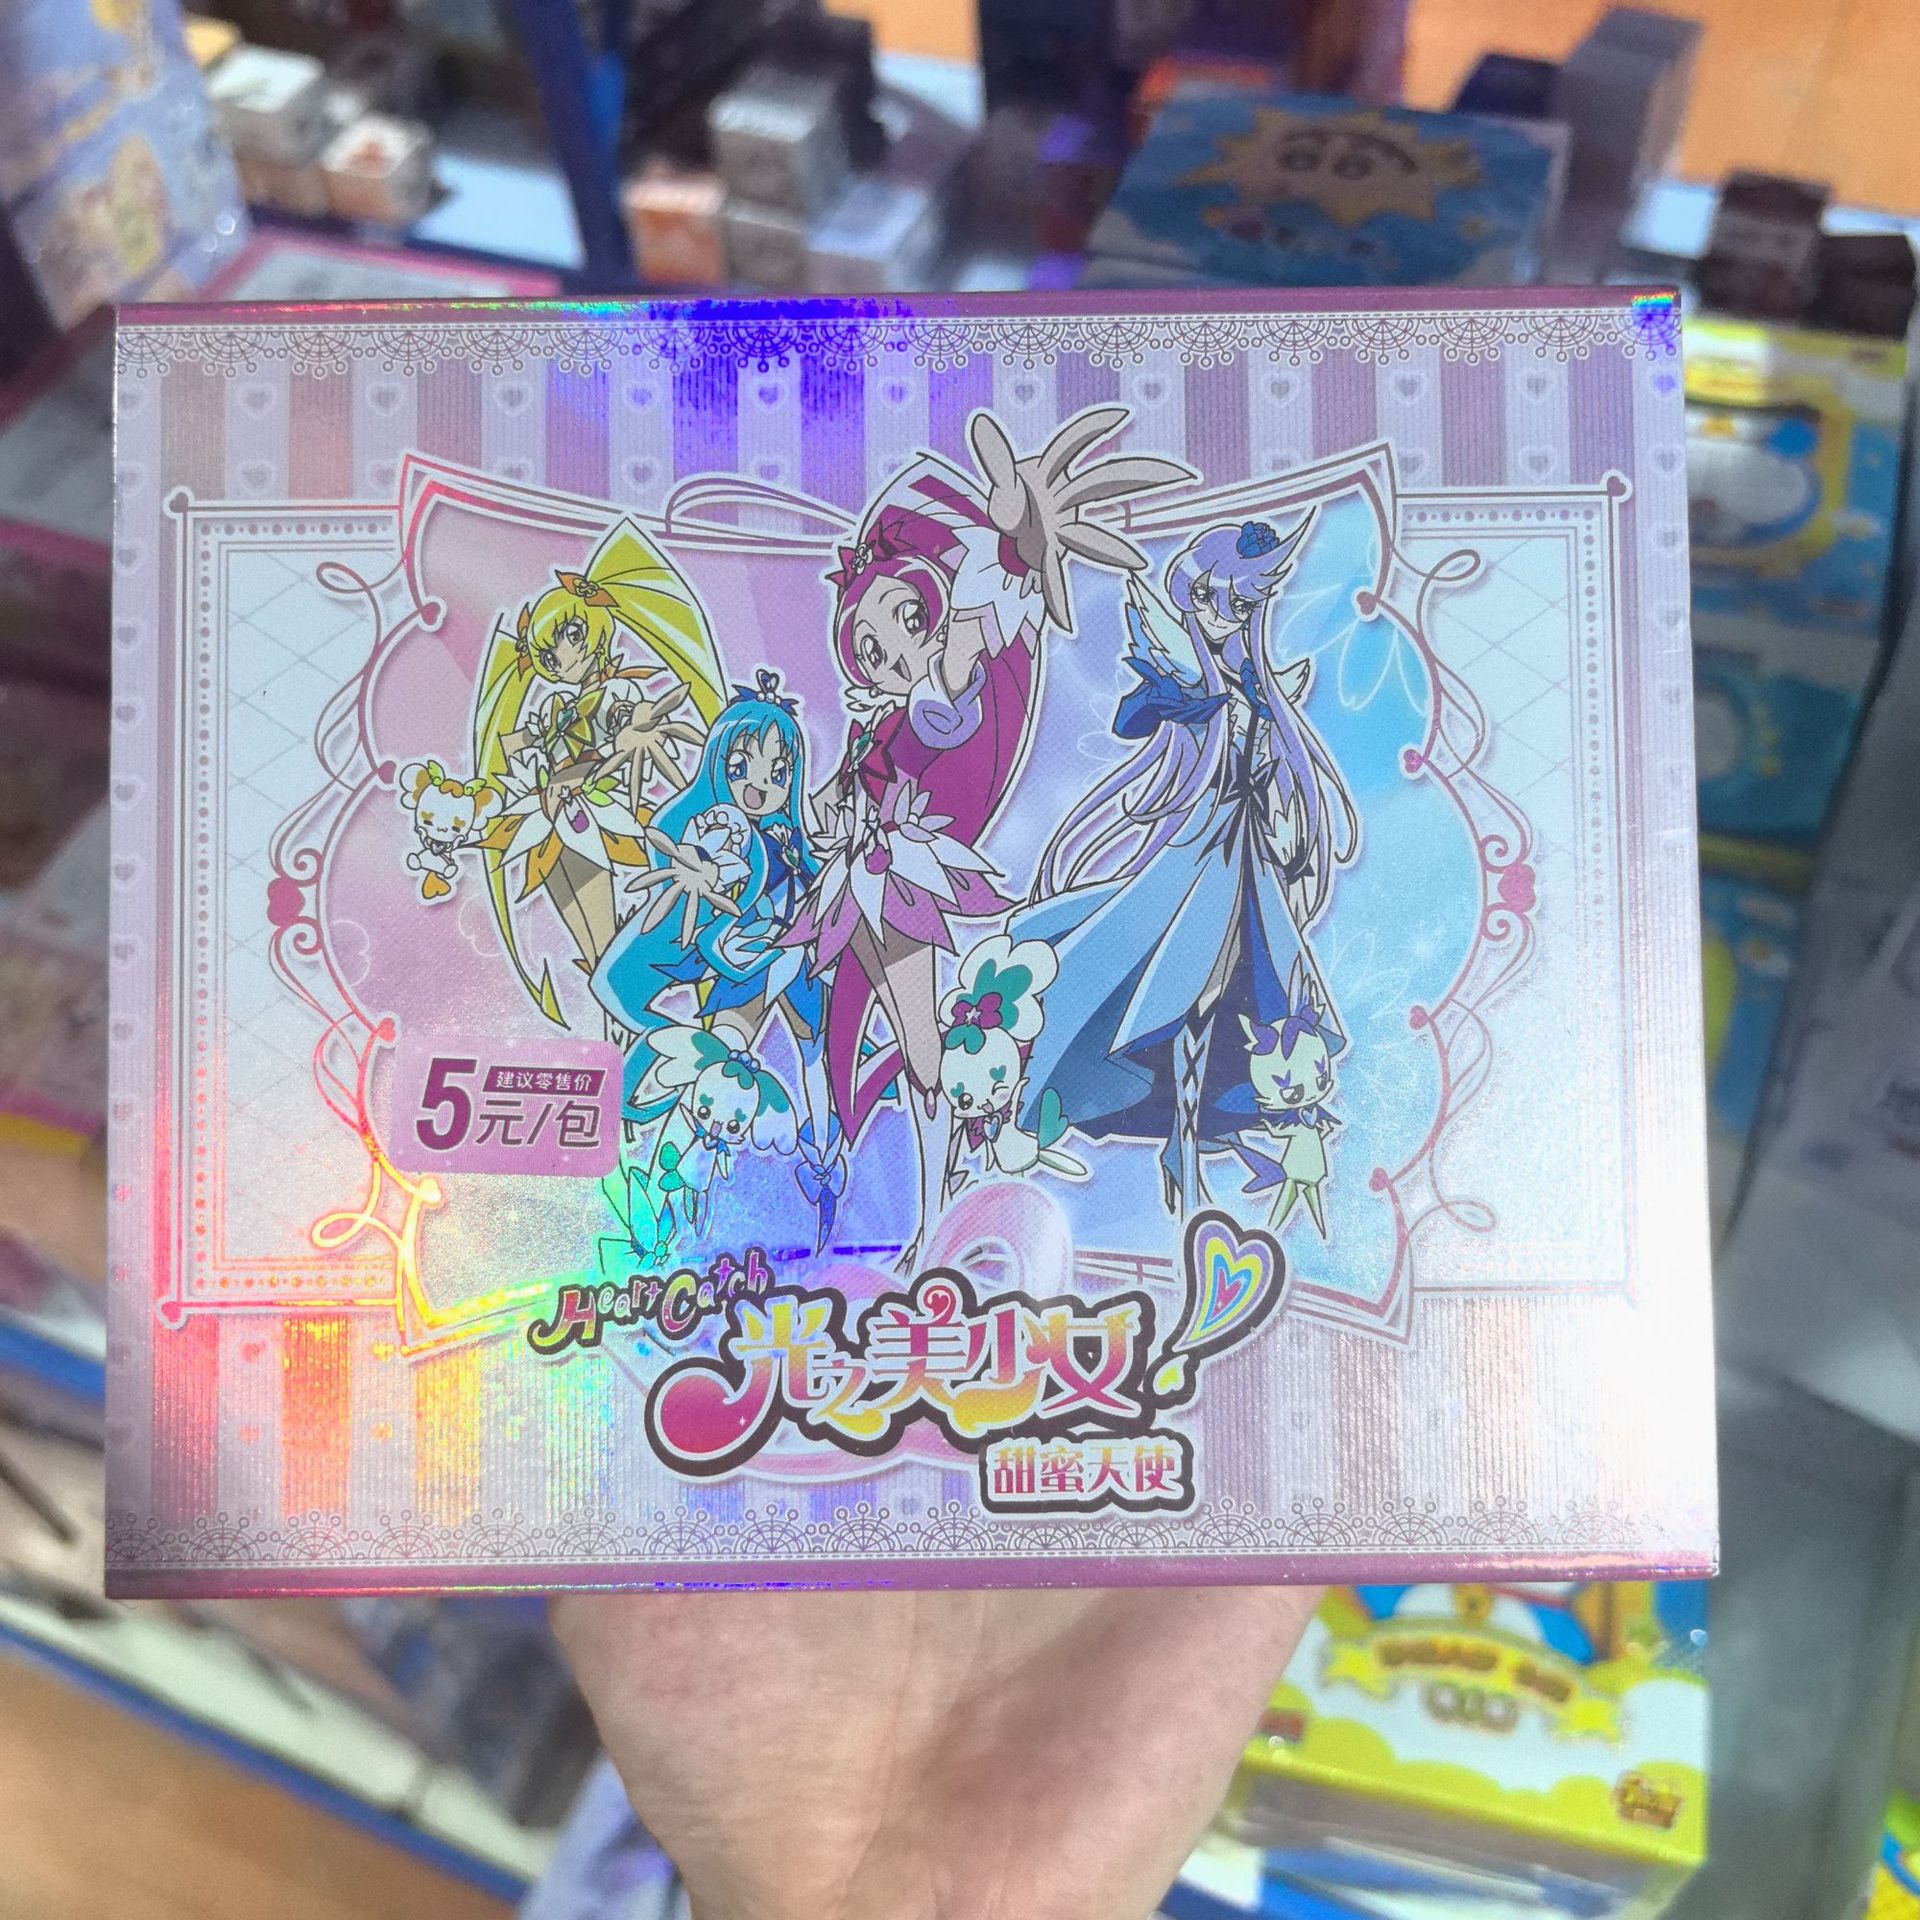 5
建议零售价
元/包
HeartCatch
光之美少女
甜蜜天使